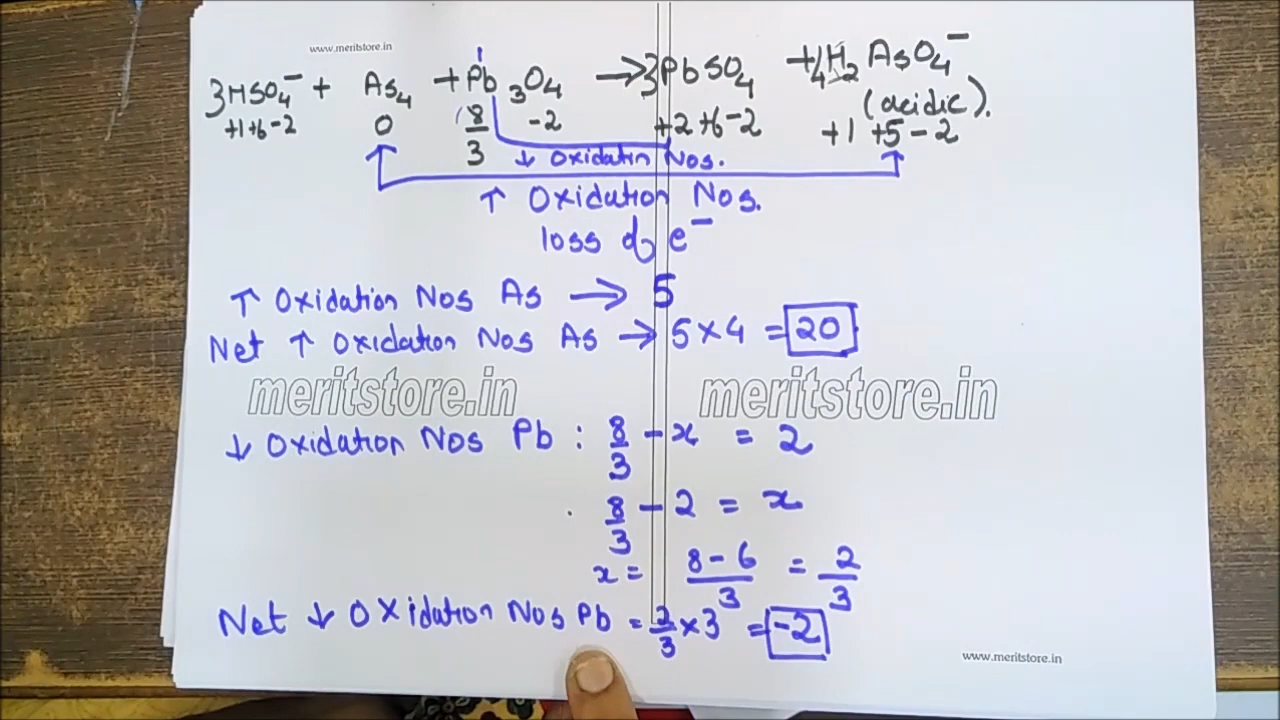 www.meritstore.in
3HSO4⁻ + As4 + Pb3O4 → 3PbSO4 + 4H2AsO4⁻
(acidic).
+1+6-2 0 8/3 -2 +2+6-2 +1 +5-2
↓ Oxidatin Nos.
↑ Oxidation Nos.
loss of e⁻
↑ Oxidation Nos As → 5
Net ↑ Oxidation Nos As → 5×4 = 20
meritstore.in meritstore.in
↓ Oxidation Nos Pb : 8/3 - x = 2
8/3 - 2 = x
x = 8-6/3 = 2/3
Net ↓ Oxidation Nos Pb = 2/3 × 3 = -2
www.meritstore.in